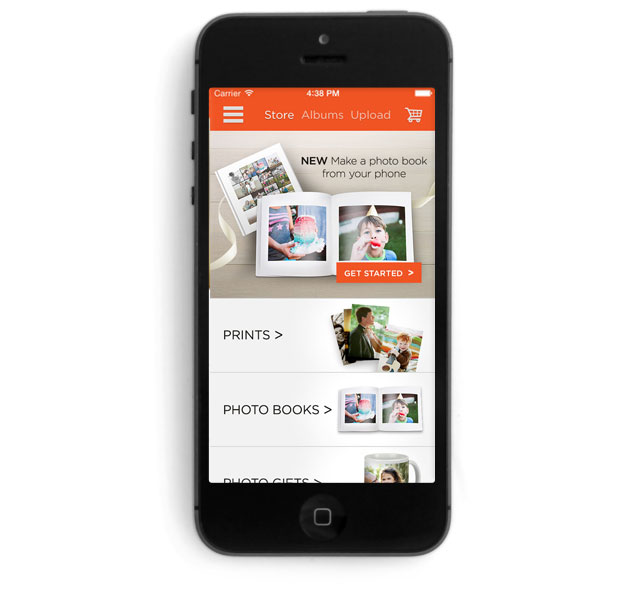 Carrier 4:38 PM
Store Albums Upload
NEW Make a photo book
from your phone
GET STARTED >
PRINTS >
PHOTO BOOKS >
PHOTO GIFTS >